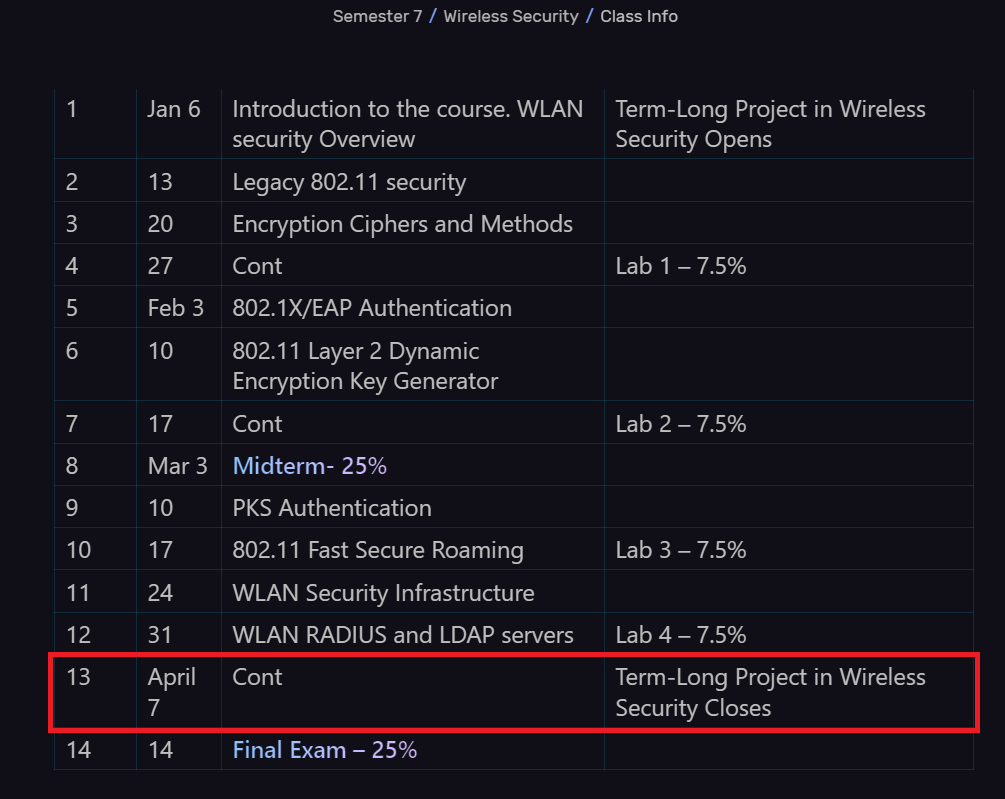 Semester 7 / Wireless Security / Class Info
1 Jan 6 Introduction to the course. WLAN Term-Long Project in Wireless
security Overview Security Opens
2 13 Legacy 802.11 security
3 20 Encryption Ciphers and Methods
4 27 Cont Lab 1 – 7.5%
5 Feb 3 802.1X/EAP Authentication
6 10 802.11 Layer 2 Dynamic
Encryption Key Generator
7 17 Cont Lab 2 – 7.5%
8 Mar 3 Midterm- 25%
9 10 PKS Authentication
10 17 802.11 Fast Secure Roaming Lab 3 – 7.5%
11 24 WLAN Security Infrastructure
12 31 WLAN RADIUS and LDAP servers Lab 4 – 7.5%
13 April Cont Term-Long Project in Wireless
7 Security Closes
14 14 Final Exam – 25%